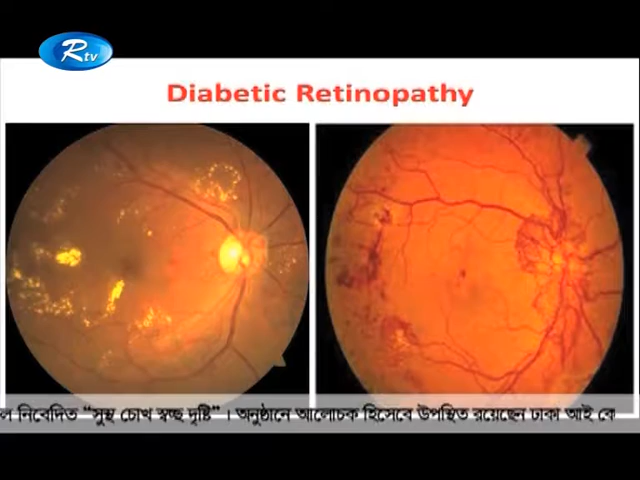 Rtv
Diabetic Retinopathy
ল নিবেদিত “সুস্থ চোখ স্বচ্ছ দৃষ্টি” । অনুষ্ঠানে আলোচক হিসেবে উপস্থিত রয়েছেন ঢাকা আই কে